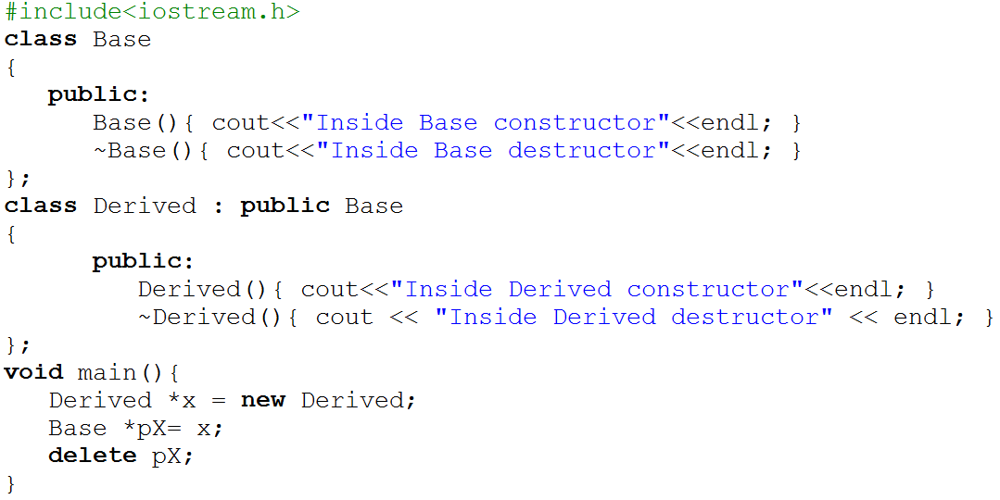 #include<iostream.h>
class Base
{
   public:
      Base(){ cout<<"Inside Base constructor"<<endl; }
      ~Base(){ cout<<"Inside Base destructor"<<endl; }
};
class Derived : public Base
{
      public:
         Derived(){ cout<<"Inside Derived constructor"<<endl; }
         ~Derived(){ cout << "Inside Derived destructor" << endl; }
};
void main(){
   Derived *x = new Derived;
   Base *pX= x;
   delete pX;
}